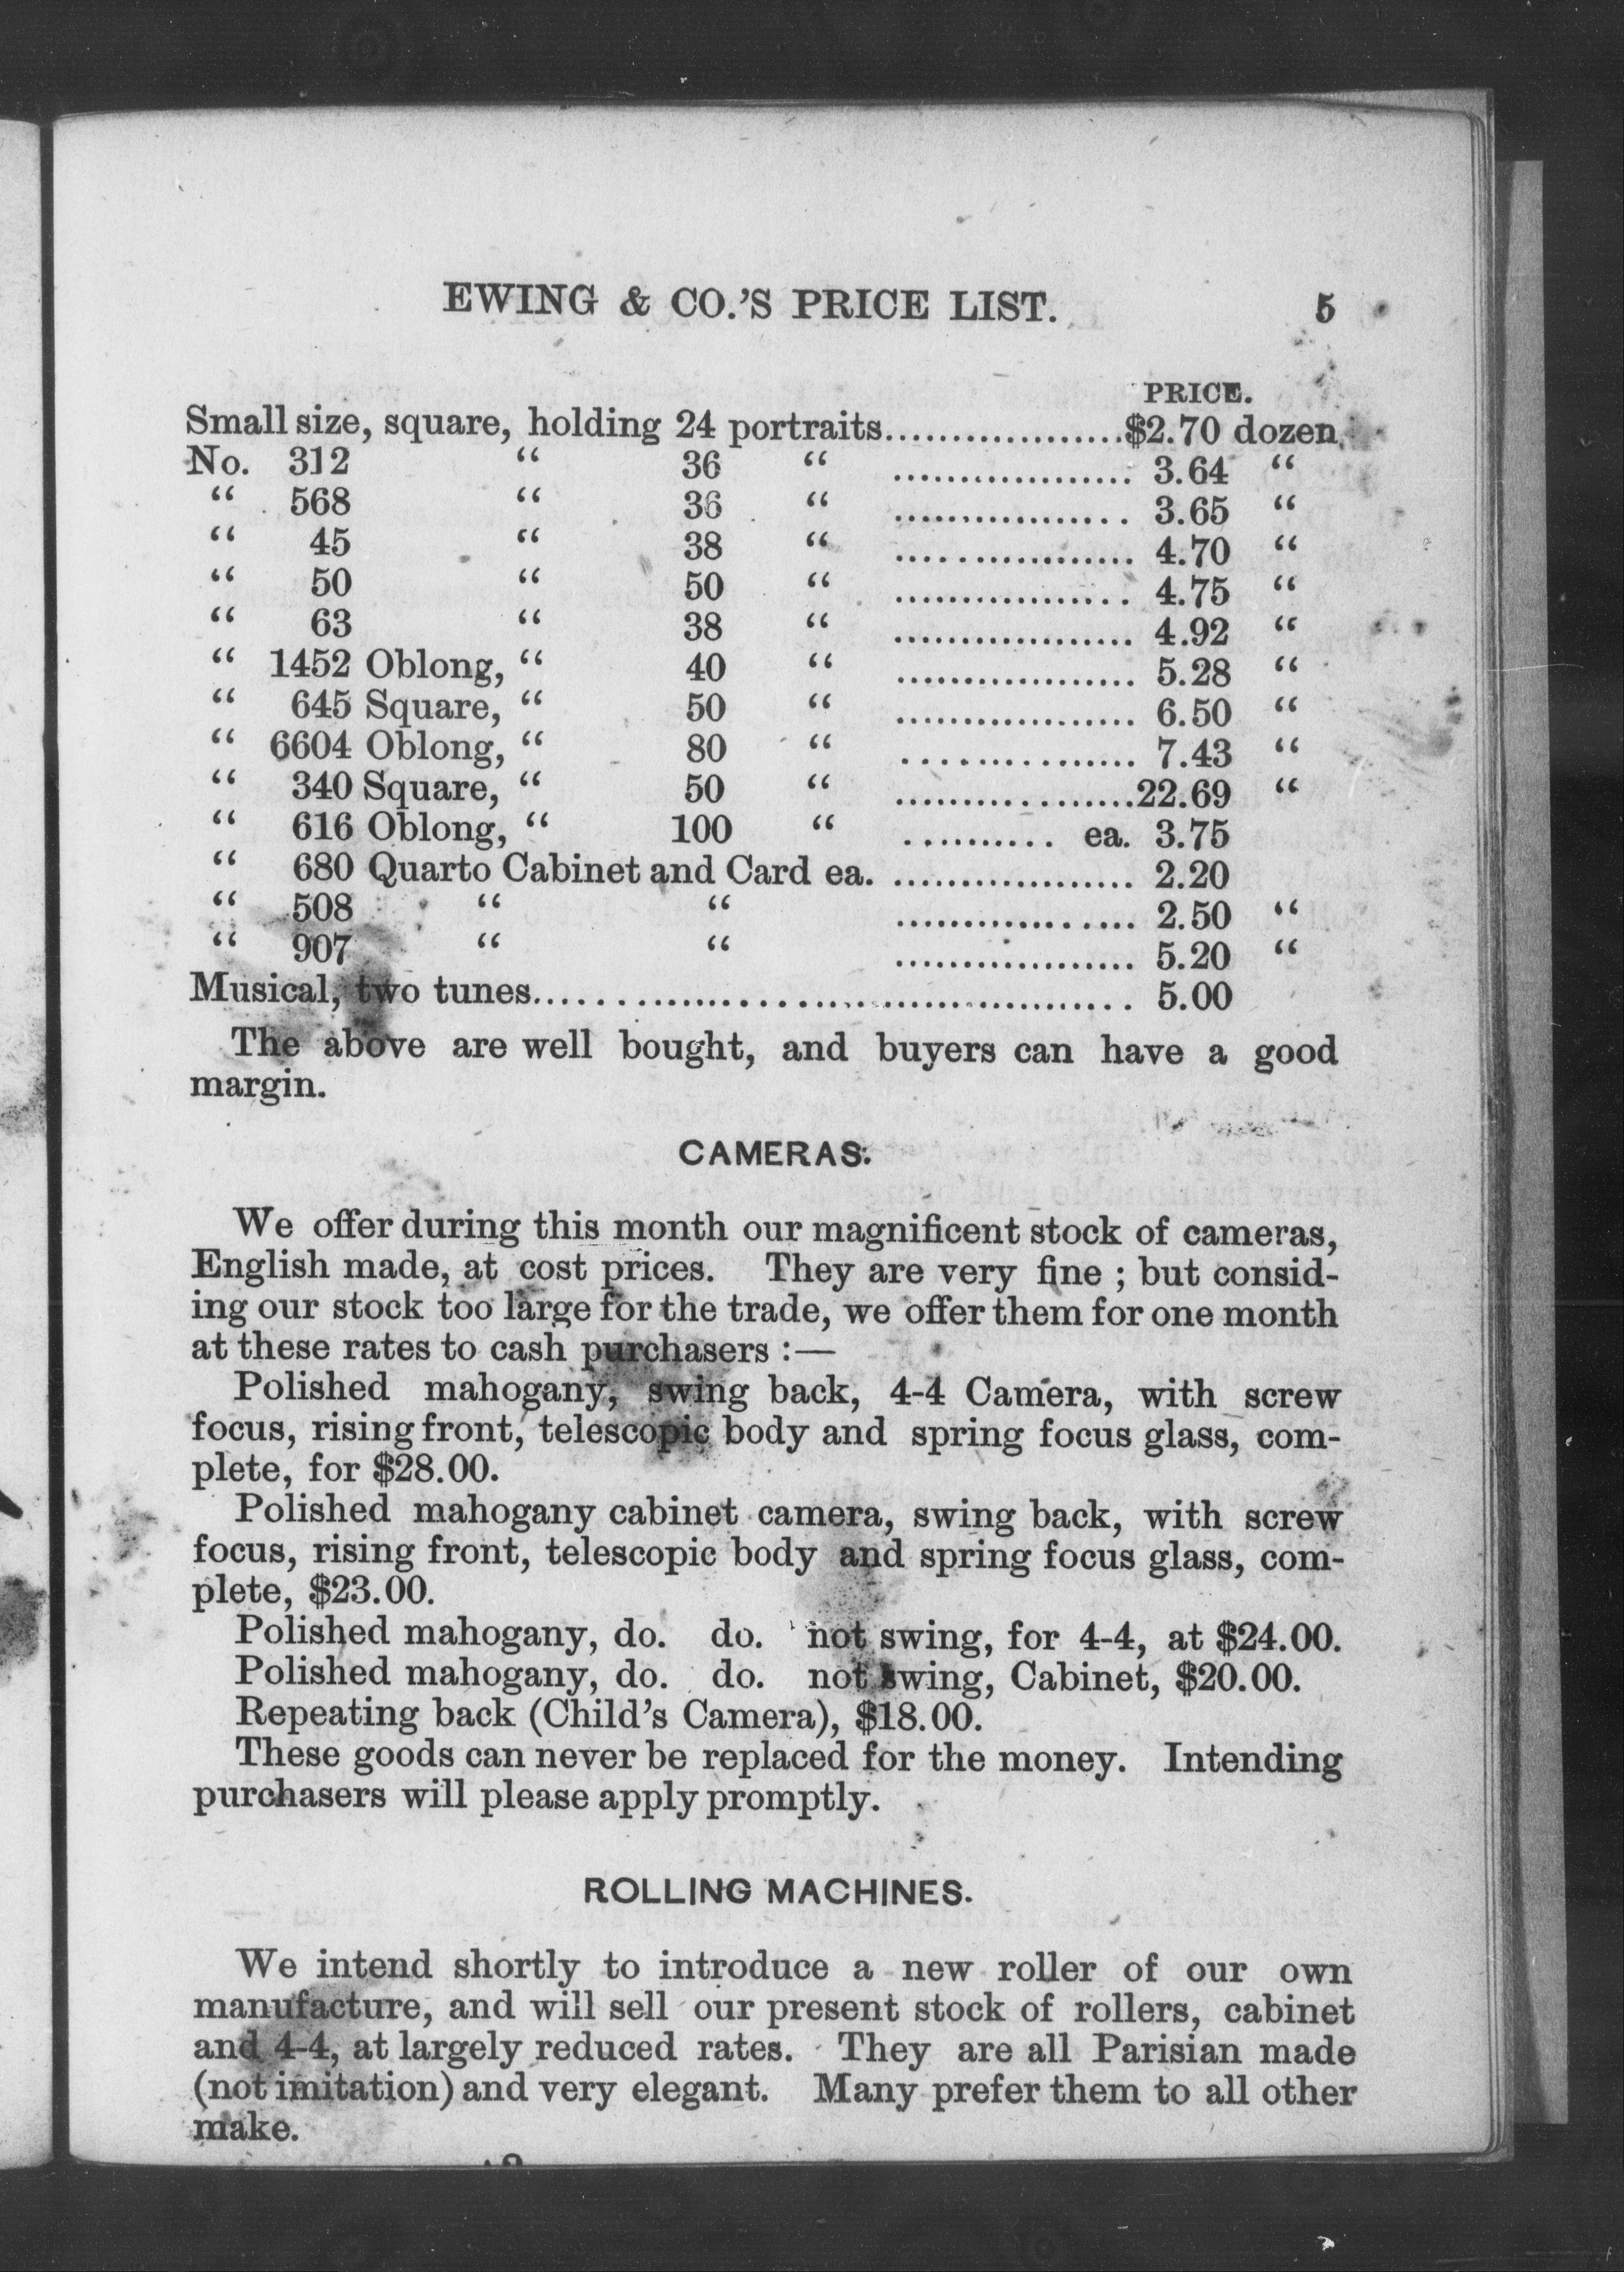 EWING & CO.'S PRICE LIST. 5
PRICE.
Small size, square, holding 24 portraits...................$2.70 dozen
No. 312 “ 36 “ .................. 3.64 “
“ 568 “ 36 “ .................. 3.65 “
“ 45 “ 38 “ .................. 4.70 “
“ 50 “ 50 “ .................. 4.75 “
“ 63 “ 38 “ .................. 4.92 “
“ 1452 Oblong, “ 40 “ .................. 5.28 “
“ 645 Square, “ 50 “ .................. 6.50 “
“ 6604 Oblong, “ 80 “ .................. 7.43 “
“ 340 Square, “ 50 “ ..................22.69 “
“ 616 Oblong, “ 100 “ ........... ea. 3.75
“ 680 Quarto Cabinet and Card ea. .................. 2.20
“ 508 “ “ .................. 2.50 “
“ 907 “ “ .................. 5.20 “
Musical, two tunes............................................. 5.00
The above are well bought, and buyers can have a good
margin.
CAMERAS.
We offer during this month our magnificent stock of cameras,
English made, at cost prices. They are very fine ; but consid-
ing our stock too large for the trade, we offer them for one month
at these rates to cash purchasers :—
Polished mahogany, swing back, 4-4 Camera, with screw
focus, rising front, telescopic body and spring focus glass, com-
plete, for $28.00.
Polished mahogany cabinet camera, swing back, with screw
focus, rising front, telescopic body and spring focus glass, com-
plete, $23.00.
Polished mahogany, do. do. not swing, for 4-4, at $24.00.
Polished mahogany, do. do. not swing, Cabinet, $20.00.
Repeating back (Child's Camera), $18.00.
These goods can never be replaced for the money. Intending
purchasers will please apply promptly.
ROLLING MACHINES.
We intend shortly to introduce a new roller of our own
manufacture, and will sell our present stock of rollers, cabinet
and 4-4, at largely reduced rates. They are all Parisian made
(not imitation) and very elegant. Many prefer them to all other
make.